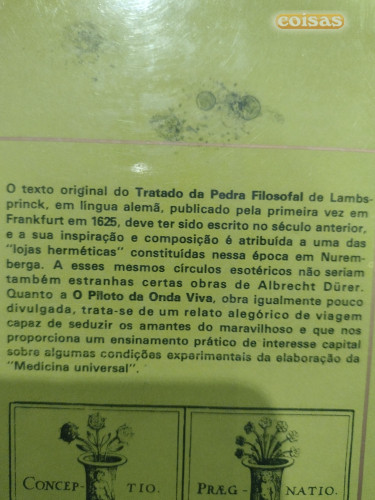 coisas
O texto original do Tratado da Pedra Filosofal de Lambs-
princk, em língua alemã, publicado pela primeira vez em
Frankfurt em 1625, deve ter sido escrito no século anterior,
e a sua inspiração e composição é atribuída a uma das
"lojas herméticas" constituídas nessa época em Nurem-
berga. A esses mesmos círculos esotéricos não seriam
também estranhas certas obras de Albrecht Dürer.
Quanto a O Piloto da Onda Viva, obra igualmente pouco
divulgada, trata-se de um relato alegórico de viagem
capaz de seduzir os amantes do maravilhoso e que nos
proporciona um ensinamento prático de interesse capital
sobre algumas condições experimentais da elaboração da
"Medicina universal".
CONCEP- TIO. PRÆG- NATIO.